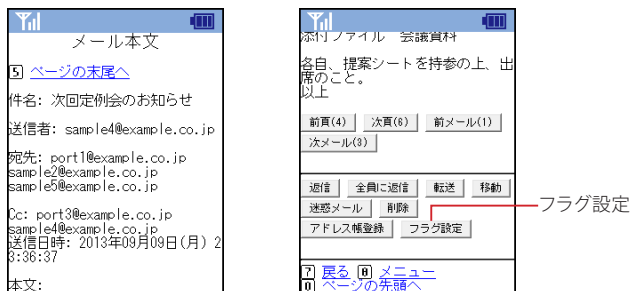 メール本文
5 ページの末尾へ
件名: 次回定例会のお知らせ
送信者: sample4@example.co.jp
宛先: port1@example.co.jp
sample2@example.co.jp
sample5@example.co.jp
Cc: port3@example.co.jp
sample4@example.co.jp
送信日時: 2013年09月09日(月) 2
3:36:37
本文:
添付ファイル 会議資料
各自、提案シートを持参の上、出
席のこと。
以上
前頁(4) 次頁(6) 前メール(1)
次メール(3)
返信 全員に返信 転送 移動
迷惑メール 削除
アドレス帳登録 フラグ設定
フラグ設定
7 戻る 8 メニュー
0 ページの先頭へ